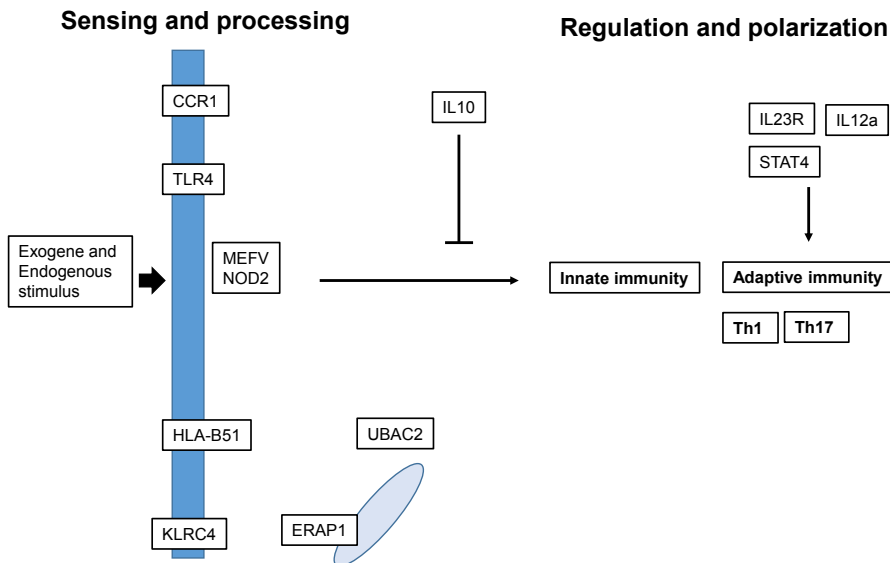 Sensing and processing
Regulation and polarization
CCR1
IL10
IL23R
IL12a
TLR4
STAT4
Exogene and
Endogenous
stimulus
MEFV
NOD2
Innate immunity
Adaptive immunity
Th1
Th17
HLA-B51
UBAC2
KLRC4
ERAP1